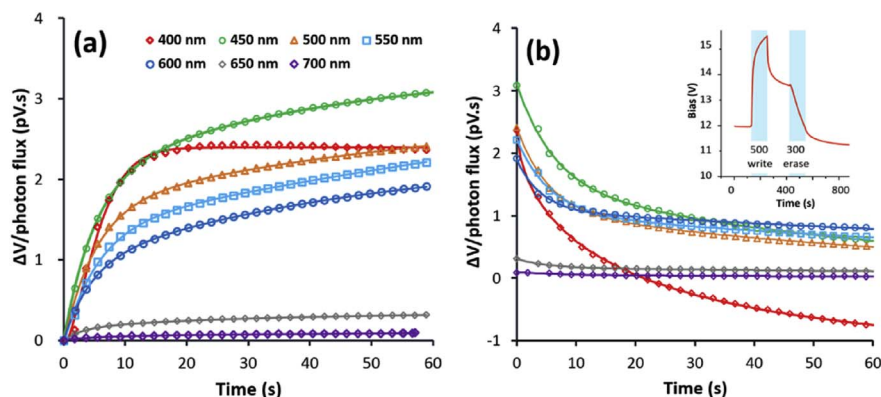 (a)
400 nm 450 nm 500 nm 550 nm
600 nm 650 nm 700 nm
ΔV/photon flux (pV.s)
4
3
2
1
0
0 10 20 30 40 50 60
Time (s)
(b)
ΔV/photon flux (pV.s)
4
3
2
1
0
-1
0 10 20 30 40 50 60
Time (s)
Bias (V)
15
14
13
12
11
10
500 300
write erase
0 400 800
Time (s)